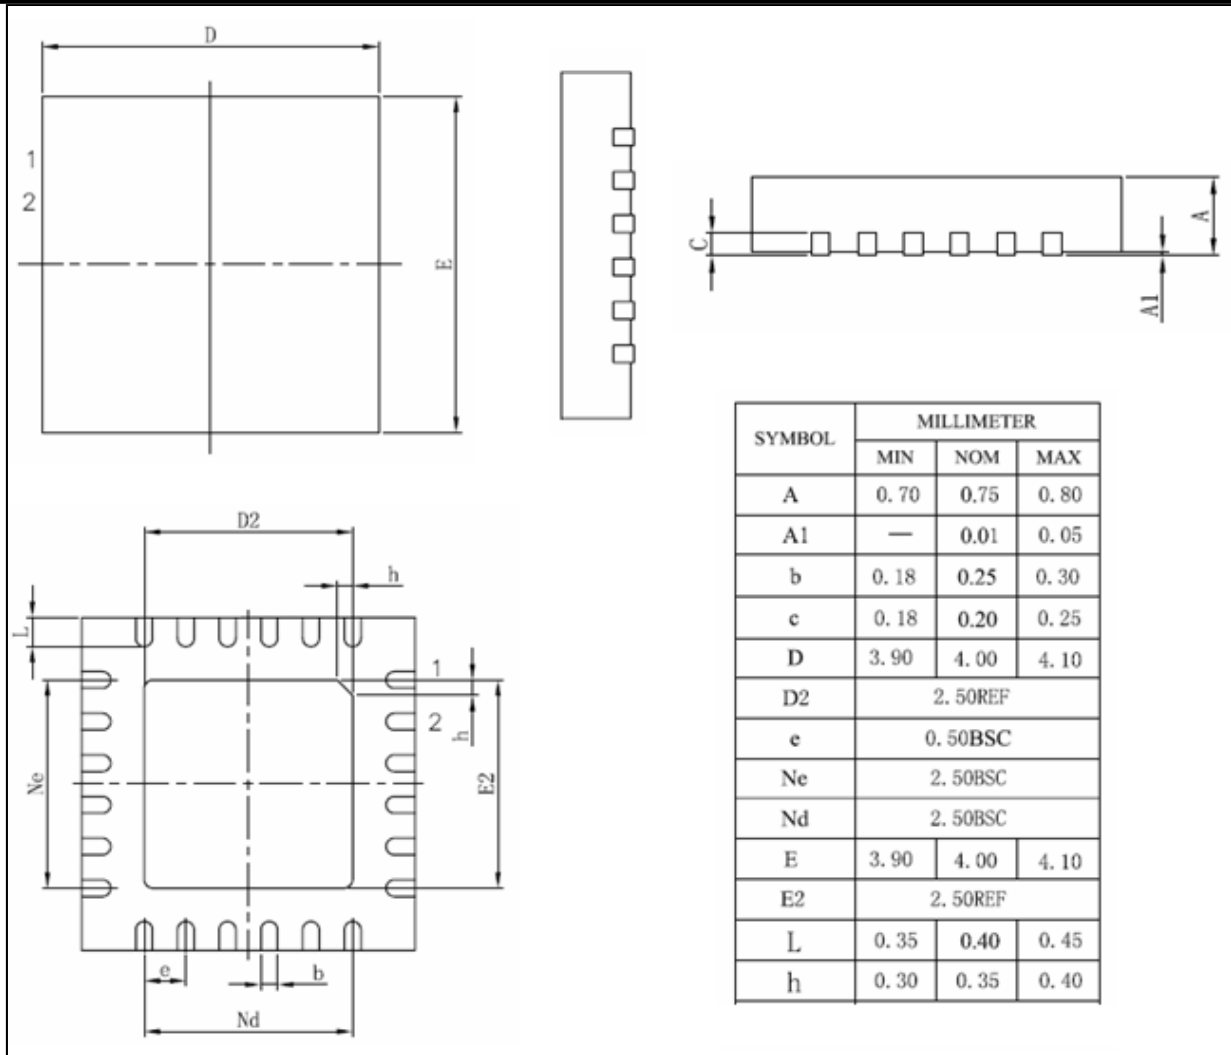 D
1
2
E
C
A
A1
D2
h
L
1
2
h
Ne
E2
e
b
Nd
SYMBOL MILLIMETER
MIN NOM MAX
A 0.70 0.75 0.80
A1 — 0.01 0.05
b 0.18 0.25 0.30
c 0.18 0.20 0.25
D 3.90 4.00 4.10
D2 2.50REF
e 0.50BSC
Ne 2.50BSC
Nd 2.50BSC
E 3.90 4.00 4.10
E2 2.50REF
L 0.35 0.40 0.45
h 0.30 0.35 0.40